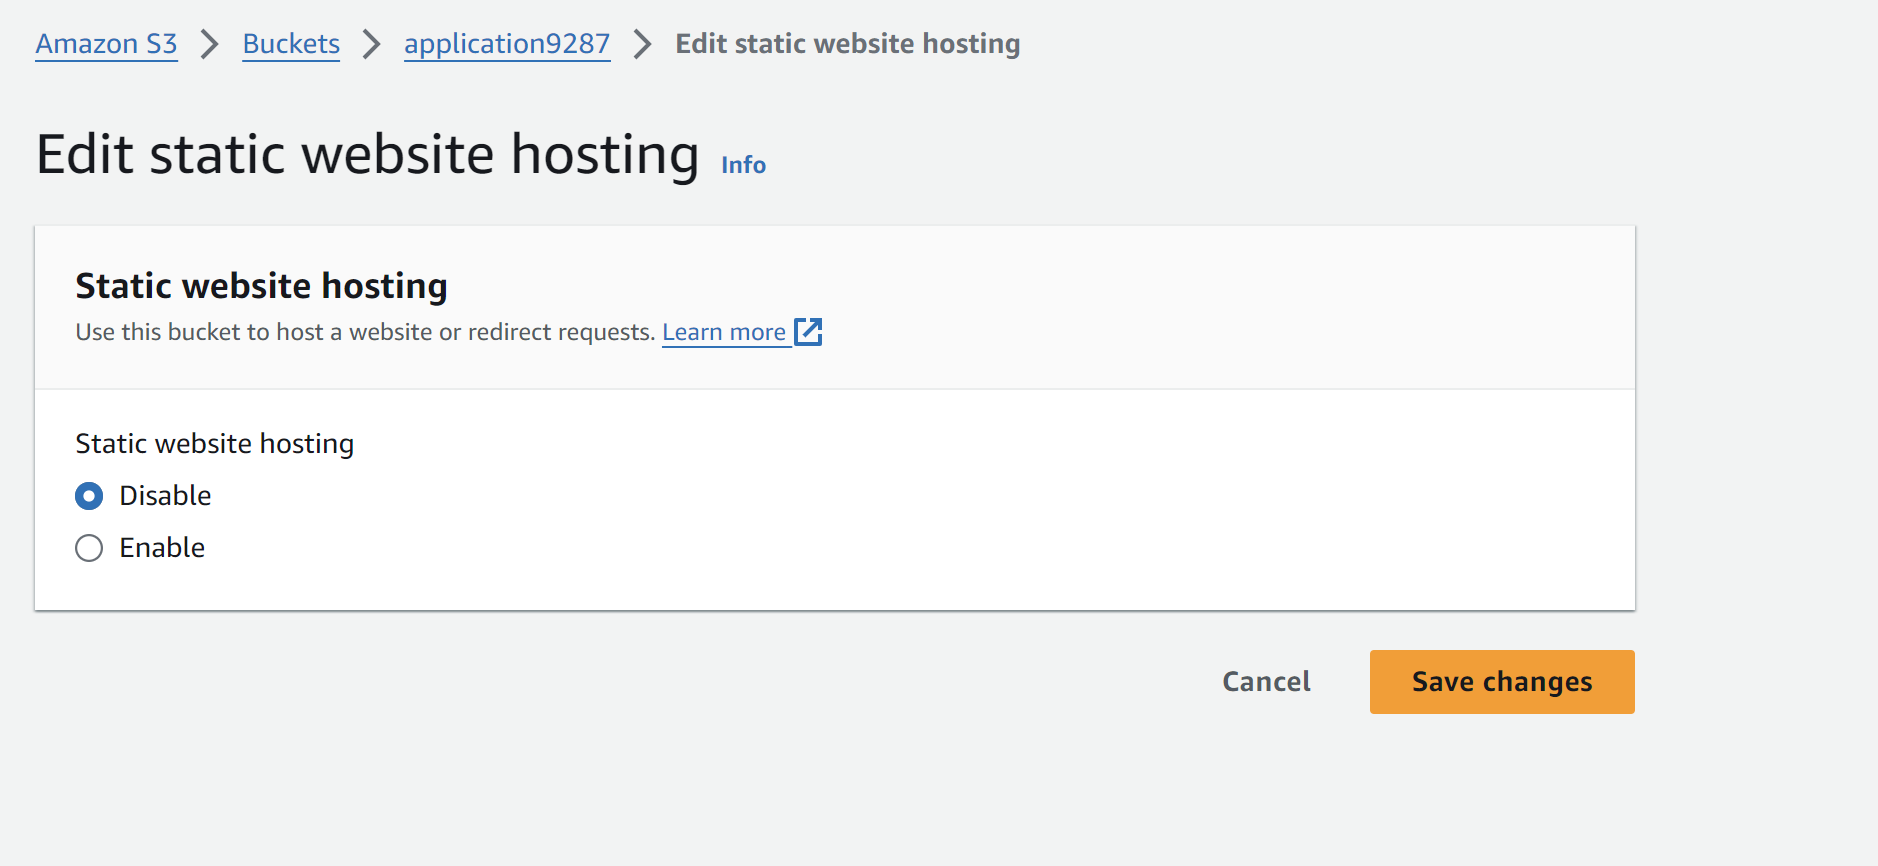 Amazon S3 > Buckets > application9287 > Edit static website hosting
Edit static website hosting Info
Static website hosting
Use this bucket to host a website or redirect requests. Learn more
Static website hosting
Disable
Enable
Cancel Save changes